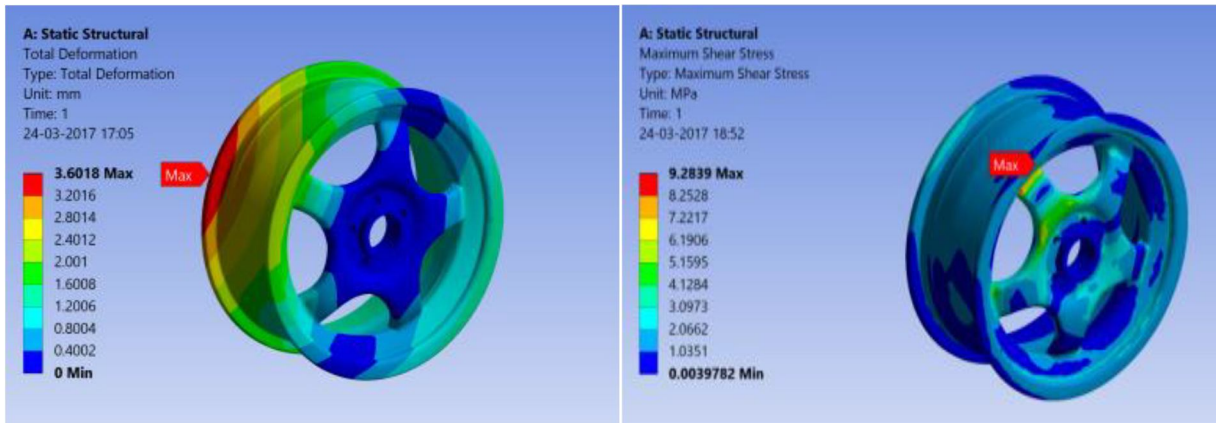 A: Static Structural
Total Deformation
Type: Total Deformation
Unit: mm
Time: 1
24-03-2017 17:05
3.6018 Max
3.2016
2.8014
2.4012
2.001
1.6008
1.2006
0.8004
0.4002
0 Min
Max
A: Static Structural
Maximum Shear Stress
Type: Maximum Shear Stress
Unit: MPa
Time: 1
24-03-2017 18:52
9.2839 Max
8.2528
7.2217
6.1906
5.1595
4.1284
3.0973
2.0662
1.0351
0.0039782 Min
Max